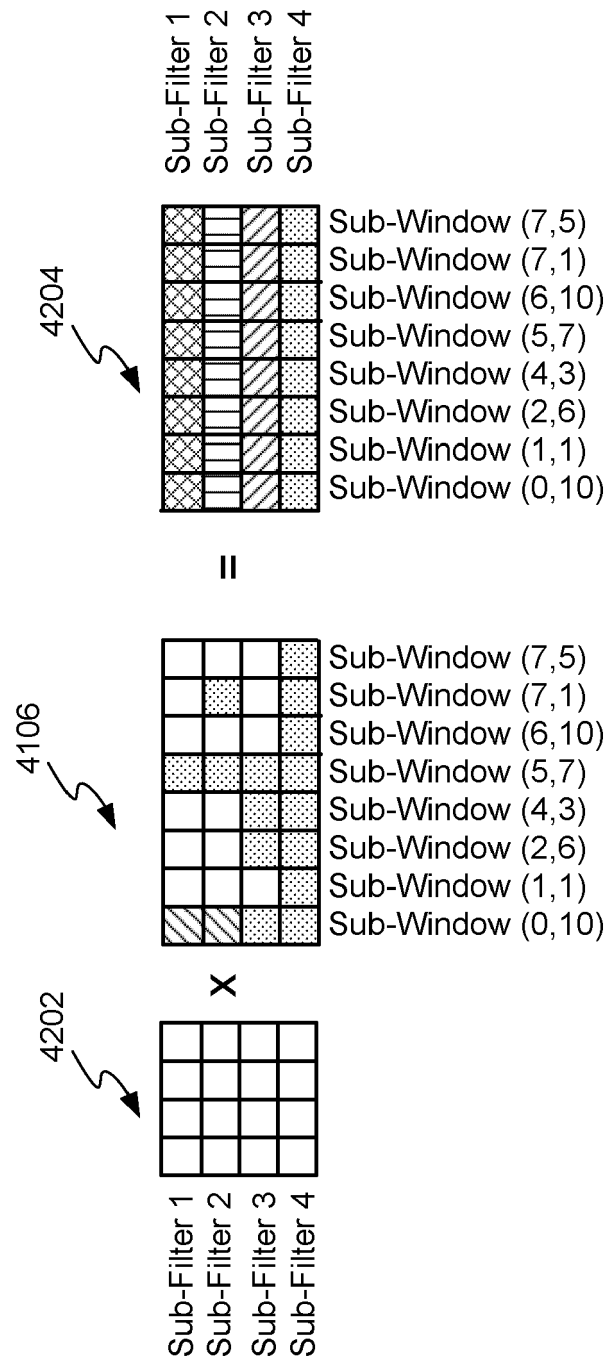 4202
Sub-Filter 1
Sub-Filter 2
Sub-Filter 3
Sub-Filter 4
x
4106
Sub-Window (0,10)
Sub-Window (1,1)
Sub-Window (2,6)
Sub-Window (4,3)
Sub-Window (5,7)
Sub-Window (6,10)
Sub-Window (7,1)
Sub-Window (7,5)
=
4204
Sub-Filter 1
Sub-Filter 2
Sub-Filter 3
Sub-Filter 4
Sub-Window (0,10)
Sub-Window (1,1)
Sub-Window (2,6)
Sub-Window (4,3)
Sub-Window (5,7)
Sub-Window (6,10)
Sub-Window (7,1)
Sub-Window (7,5)